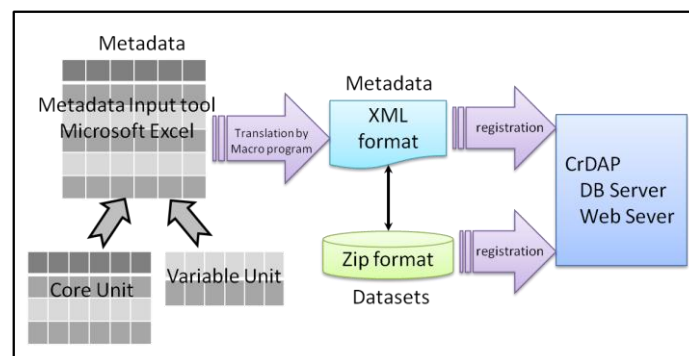 Metadata
Metadata Input tool
Microsoft Excel
Core Unit
Variable Unit
Translation by
Macro program
Metadata
XML
format
Zip format
Datasets
registration
registration
CrDAP
DB Server
Web Sever